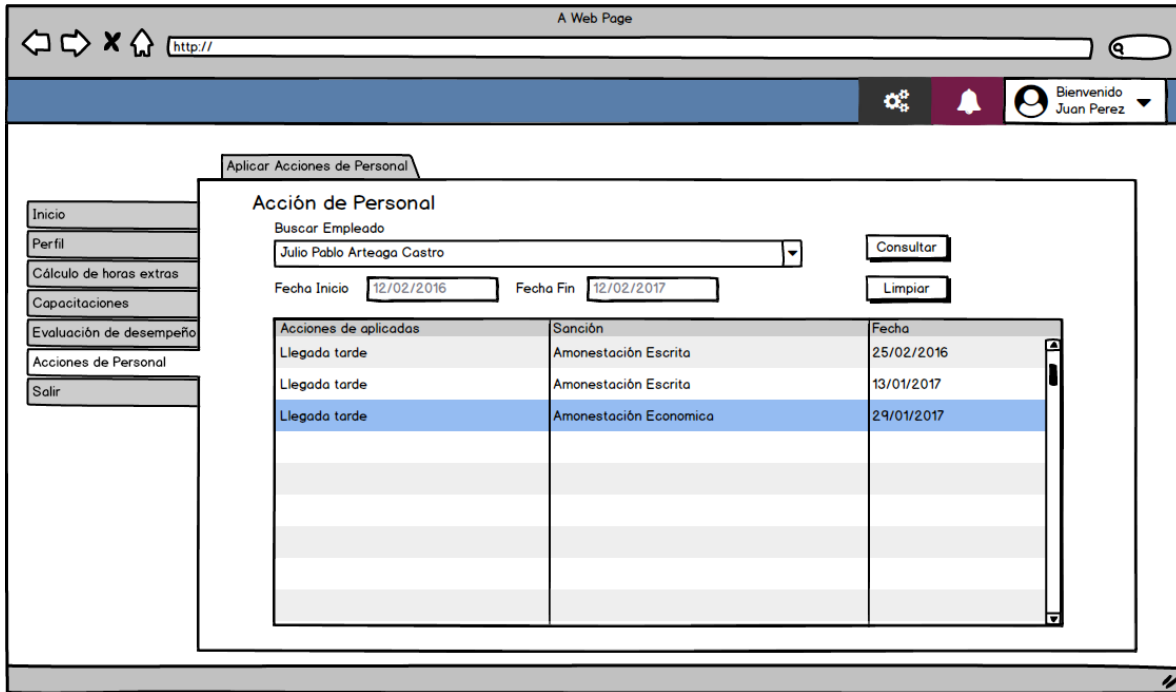 A Web Page
http://
Bienvenido
Juan Perez
Aplicar Acciones de Personal
Inicio
Perfil
Cálculo de horas extras
Capacitaciones
Evaluación de desempeño
Acciones de Personal
Salir
Acción de Personal
Buscar Empleado
Julio Pablo Arteaga Castro
Consultar
Fecha Inicio 12/02/2016 Fecha Fin 12/02/2017
Limpiar
Acciones de aplicadas Sanción Fecha
Llegada tarde Amonestación Escrita 25/02/2016
Llegada tarde Amonestación Escrita 13/01/2017
Llegada tarde Amonestación Economica 29/01/2017